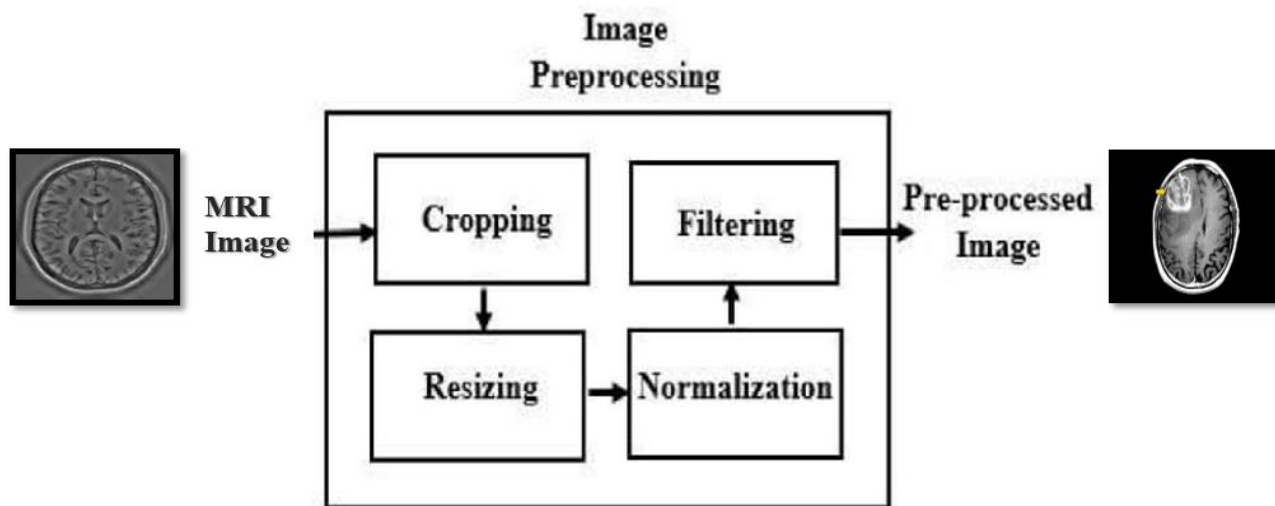 Image
Preprocessing
MRI
Image
Cropping
Filtering
Pre-processed
Image
Resizing
Normalization